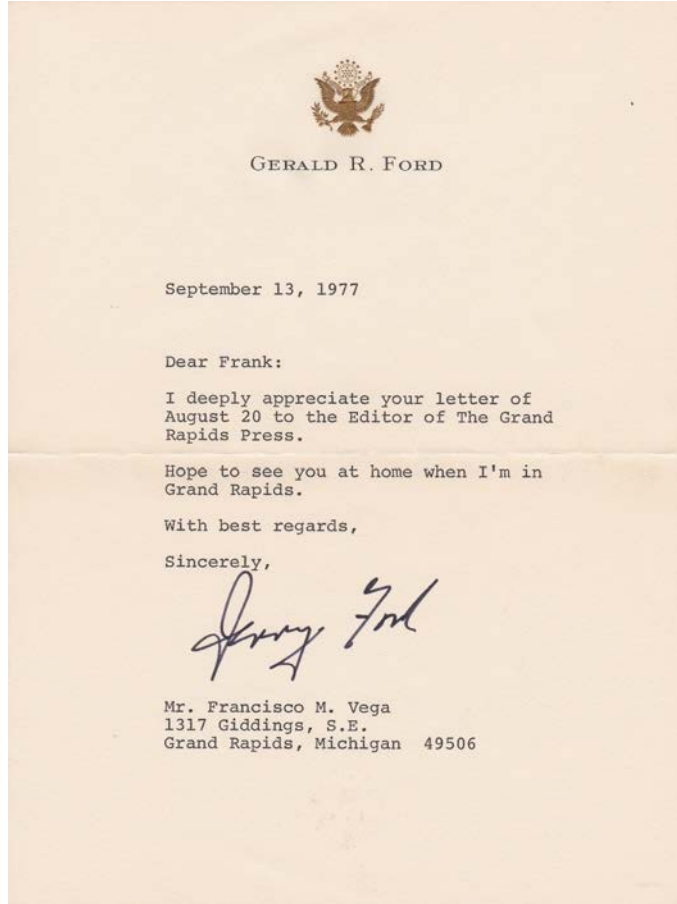 GERALD R. FORD
September 13, 1977
Dear Frank:
I deeply appreciate your letter of
August 20 to the Editor of The Grand
Rapids Press.
Hope to see you at home when I'm in
Grand Rapids.
With best regards,
Sincerely,
Jerry Ford
Mr. Francisco M. Vega
1317 Giddings, S.E.
Grand Rapids, Michigan 49506